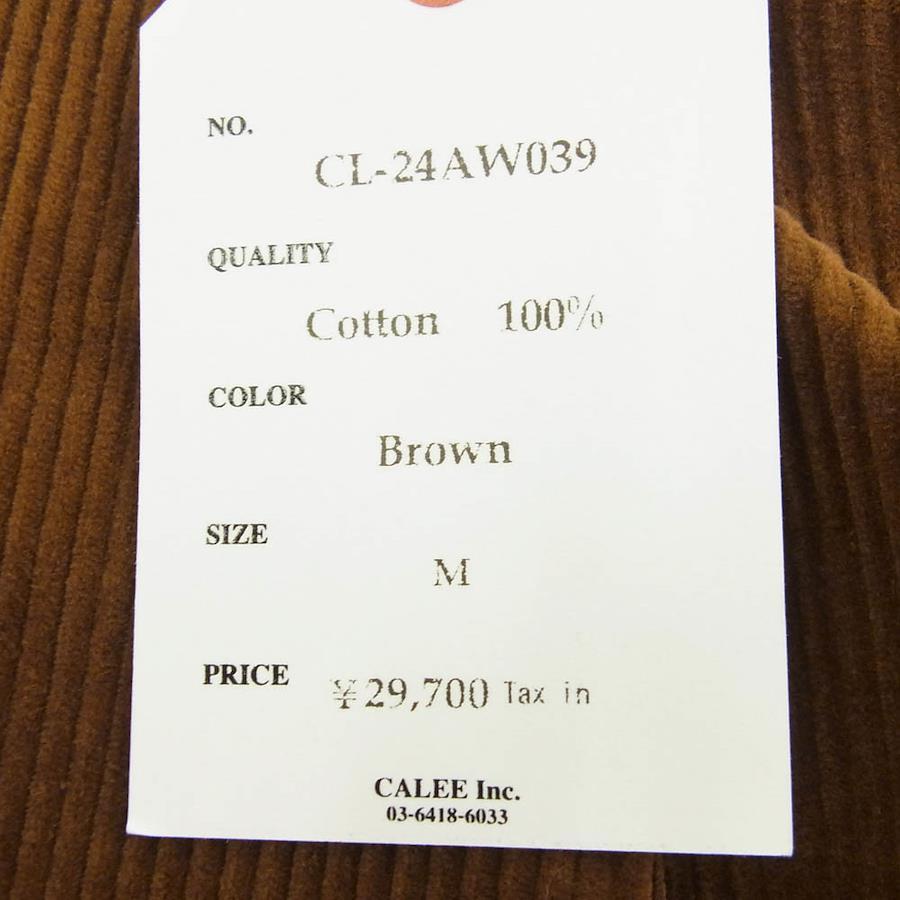 NO.
CL-24AW039
QUALITY
Cotton 100%
COLOR
Brown
SIZE
M
PRICE ¥29,700 Tax in
CALEE Inc.
03-6418-6033